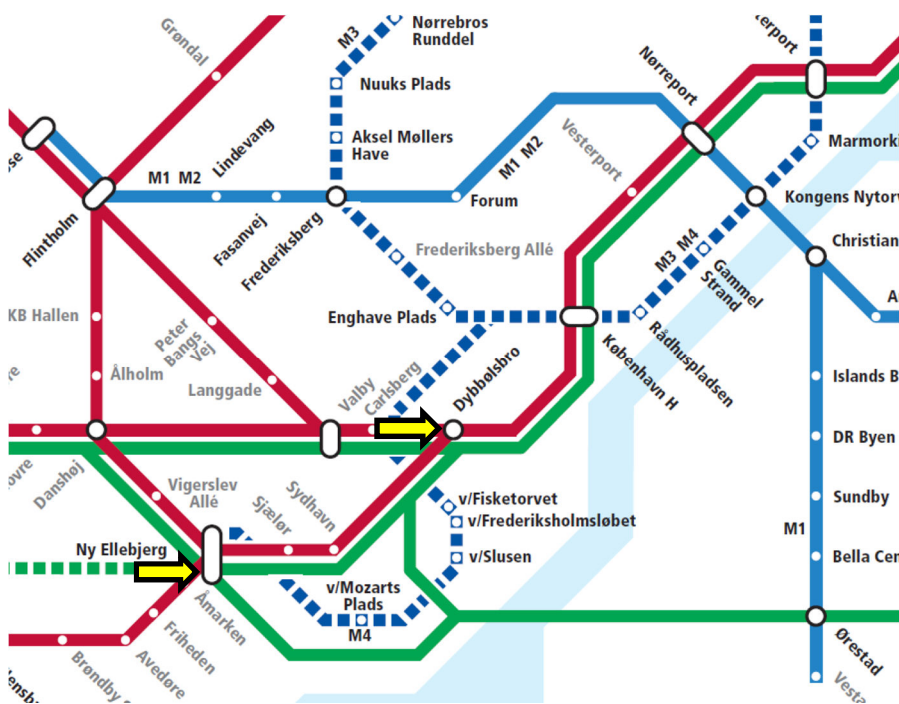 M3
Nørrebros
Runddel
Grøndal
Nuuks Plads
Nørreport
Aksel Møllers
Have
Lindevang
Vesterport
M1 M2
Marmorki
M1 M2
Forum
Kongens Nytorv
Flintholm
Fasanvej
Frederiksberg
Frederiksberg Allé
M3 M4
Christian
Gammel
Strand
KB Hallen
Enghave Plads
Peter
Bangs
Vej
Rådhuspladsen
København H
Ålholm
Langgade
Valby
Carlsberg
Dybbølsbro
Islands B
DR Byen
Danshøj
Vigerslev
Allé
Sjælør
Sydhavn
v/Fisketorvet
Sundby
v/Frederiksholmsløbet
M1
Ny Ellebjerg
v/Slusen
Bella Cen
v/Mozarts
Plads
Åmarken
M4
Friheden
Avedøre
Brøndby
Ørestad
Vesta